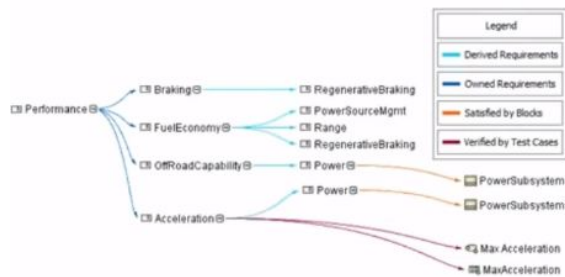 Legend
Derived Requirements
Owned Requirements
Satisfied by Blocks
Verified by Test Cases
Performance
Braking
RegenerativeBraking
FuelEconomy
PowerSourceMgmt
Range
RegenerativeBraking
OffRoadCapability
Power
PowerSubsystem
Power
PowerSubsystem
Acceleration
Max Acceleration
MaxAcceleration